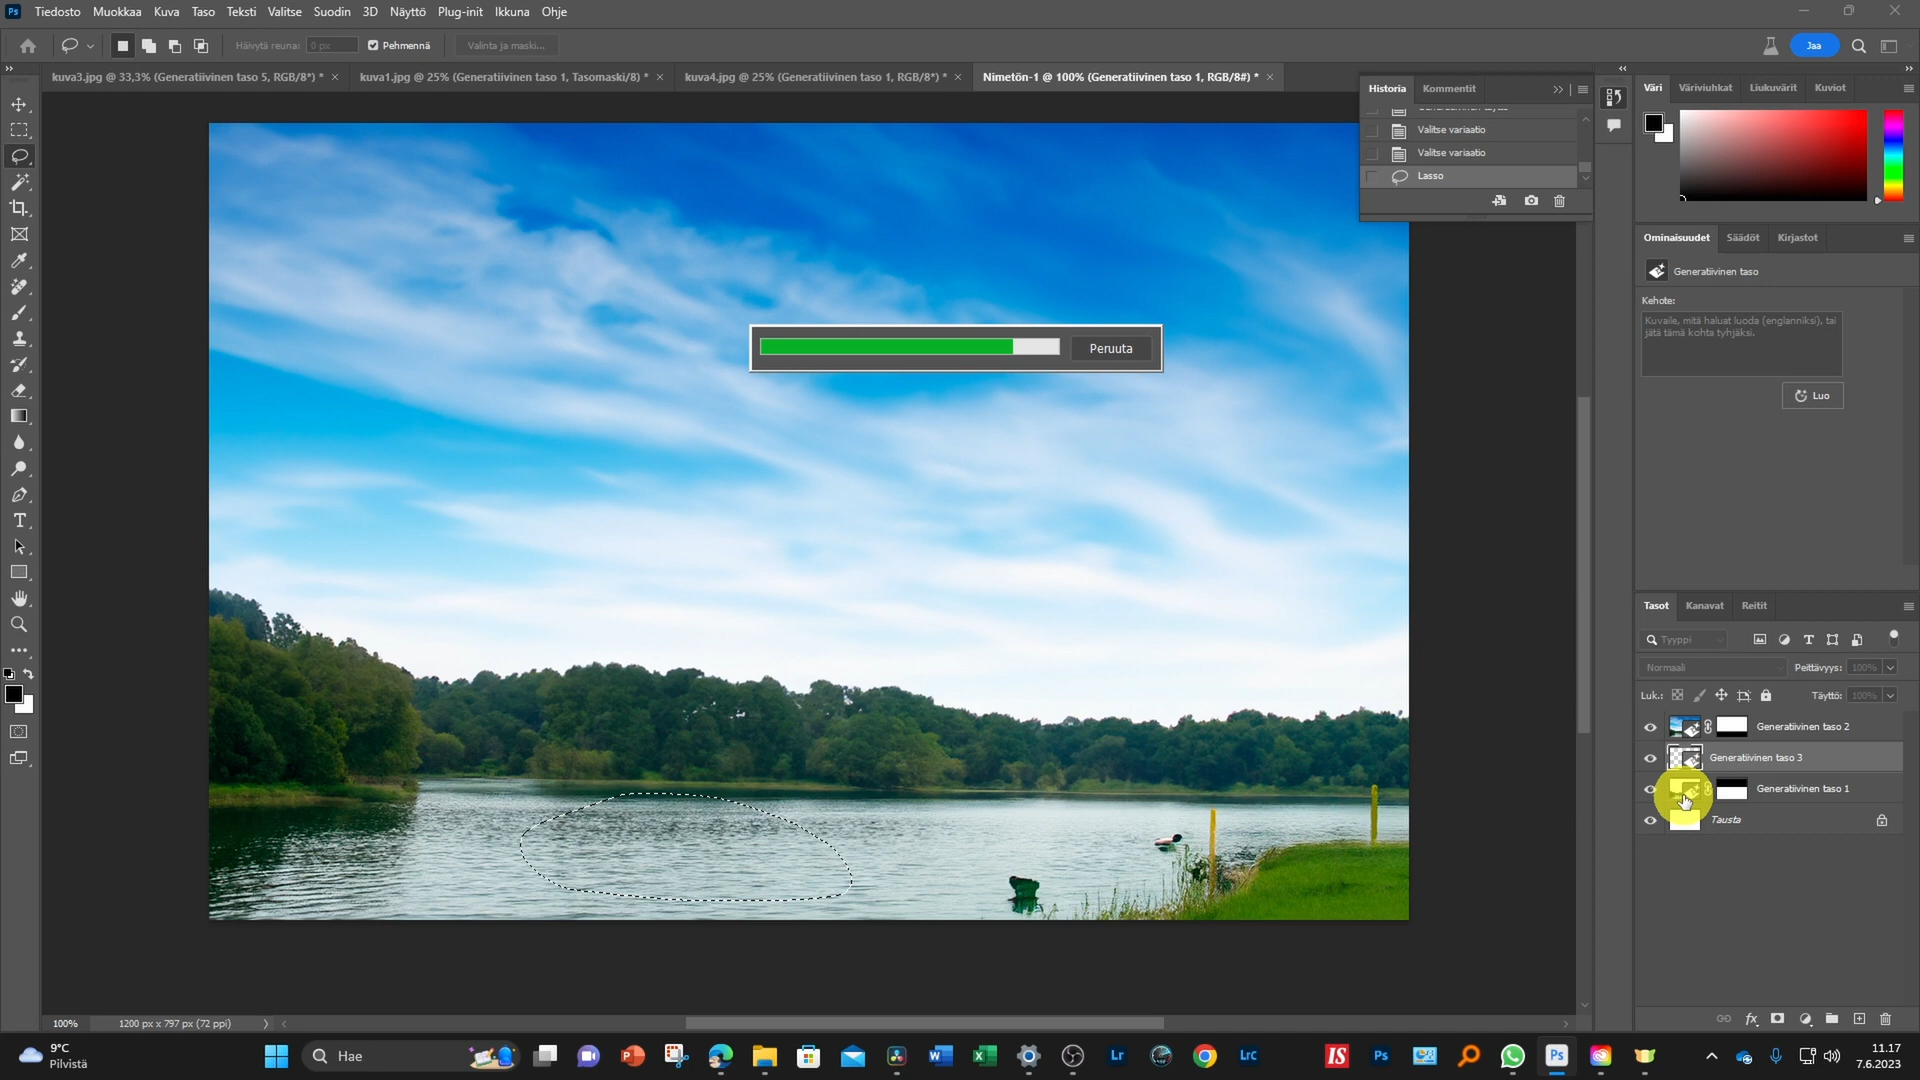 Ps Tiedosto Muokkaa Kuva Taso Teksti Valitse Suodin 3D Näyttö Plug-init Ikkuna Ohje
Häivytä reuna: 0 px Pehmennä Valinta ja maski... Jaa
kuva3.jpg @ 33,3% (Generatiivinen taso 5, RGB/8*) * kuva1.jpg @ 25% (Generatiivinen taso 1, Tasomaski/8) * kuva4.jpg @ 25% (Generatiivinen taso 1, RGB/8*) * Nimetön-1 @ 100% (Generatiivinen taso 1, RGB/8#) *
Historia Kommentit
Valitse variaatio
Valitse variaatio
Lasso
Väri Väriviuhkat Liukuvärit Kuviot
Ominaisuudet Säädöt Kirjastot
Generatiivinen taso
Kehote:
Kuvaile, mitä haluat luoda (englanniksi), tai
jätä tämä kohta tyhjäksi.
Luo
Peruuta
Tasot Kanavat Reitit
Tyyppi
Normaali Peittävyys: 100%
Luk.: Täyttö: 100%
Generatiivinen taso 2
Generatiivinen taso 3
Generatiivinen taso 1
Tausta
100% 1200 px x 797 px (72 ppi)
9°C
Pilvistä
Hae
Lr LrC IS Ps Ps
11.17
7.6.2023